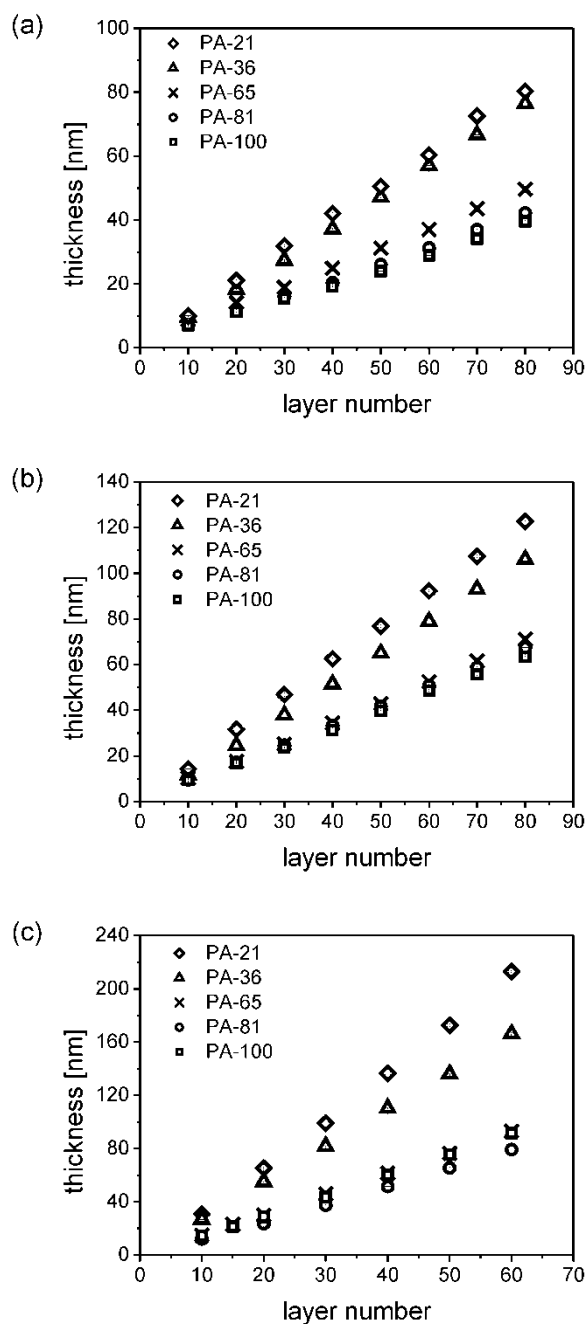 (a)
thickness [nm]
100
80
60
40
20
0
PA-21
PA-36
PA-65
PA-81
PA-100
0 10 20 30 40 50 60 70 80 90
layer number
(b)
thickness [nm]
140
120
100
80
60
40
20
0
PA-21
PA-36
PA-65
PA-81
PA-100
0 10 20 30 40 50 60 70 80 90
layer number
(c)
thickness [nm]
240
200
160
120
80
40
0
PA-21
PA-36
PA-65
PA-81
PA-100
0 10 20 30 40 50 60 70
layer number